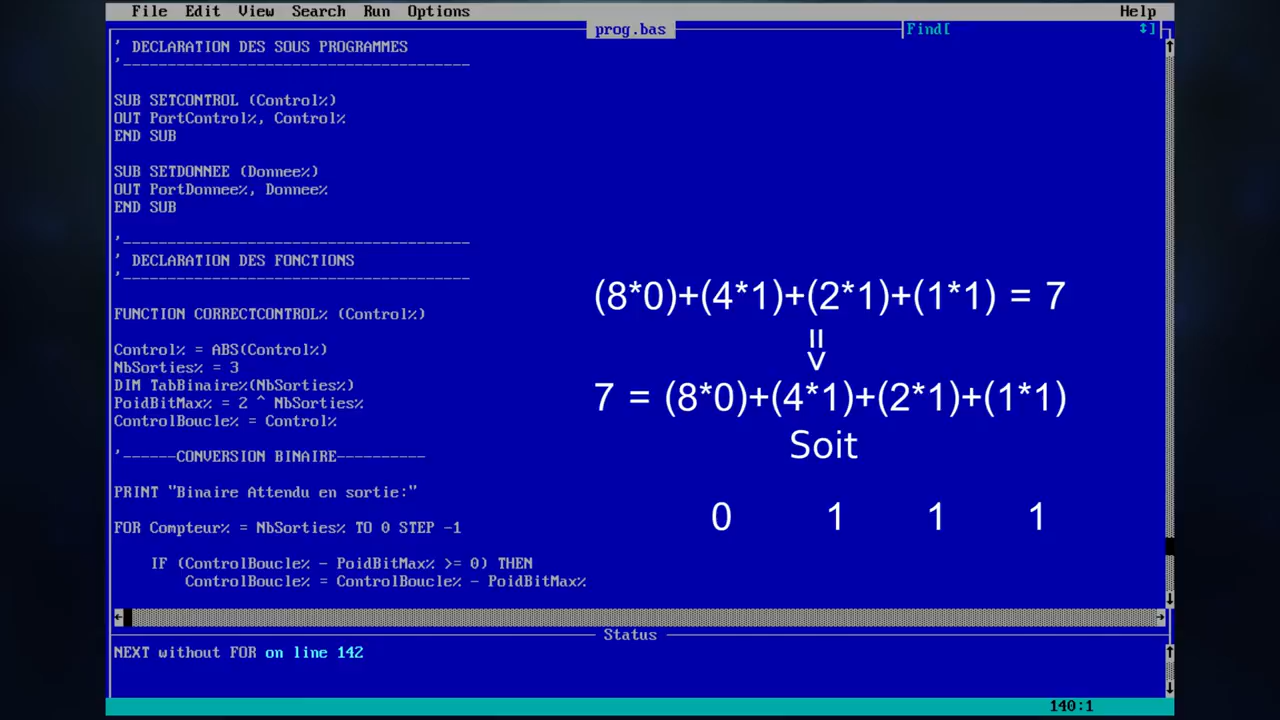 File Edit View Search Run Options Help
prog.bas
Find[ ↕]
' DECLARATION DES SOUS PROGRAMMES
'---------------------------------------
SUB SETCONTROL (Control%)
OUT PortControl%, Control%
END SUB
SUB SETDONNEE (Donnee%)
OUT PortDonnee%, Donnee%
END SUB
'---------------------------------------
' DECLARATION DES FONCTIONS
'---------------------------------------
FUNCTION CORRECTCONTROL% (Control%)
Control% = ABS(Control%)
NbSorties% = 3
DIM TabBinaire%(NbSorties%)
PoidBitMax% = 2 ^ NbSorties%
ControlBoucle% = Control%
'------CONVERSION BINAIRE----------
PRINT "Binaire Attendu en sortie:"
FOR Compteur% = NbSorties% TO 0 STEP -1
IF (ControlBoucle% - PoidBitMax% >= 0) THEN
ControlBoucle% = ControlBoucle% - PoidBitMax%
(8*0)+(4*1)+(2*1)+(1*1) = 7
=>
7 = (8*0)+(4*1)+(2*1)+(1*1)
Soit
0 1 1 1
Status
NEXT without FOR on line 142
140:1